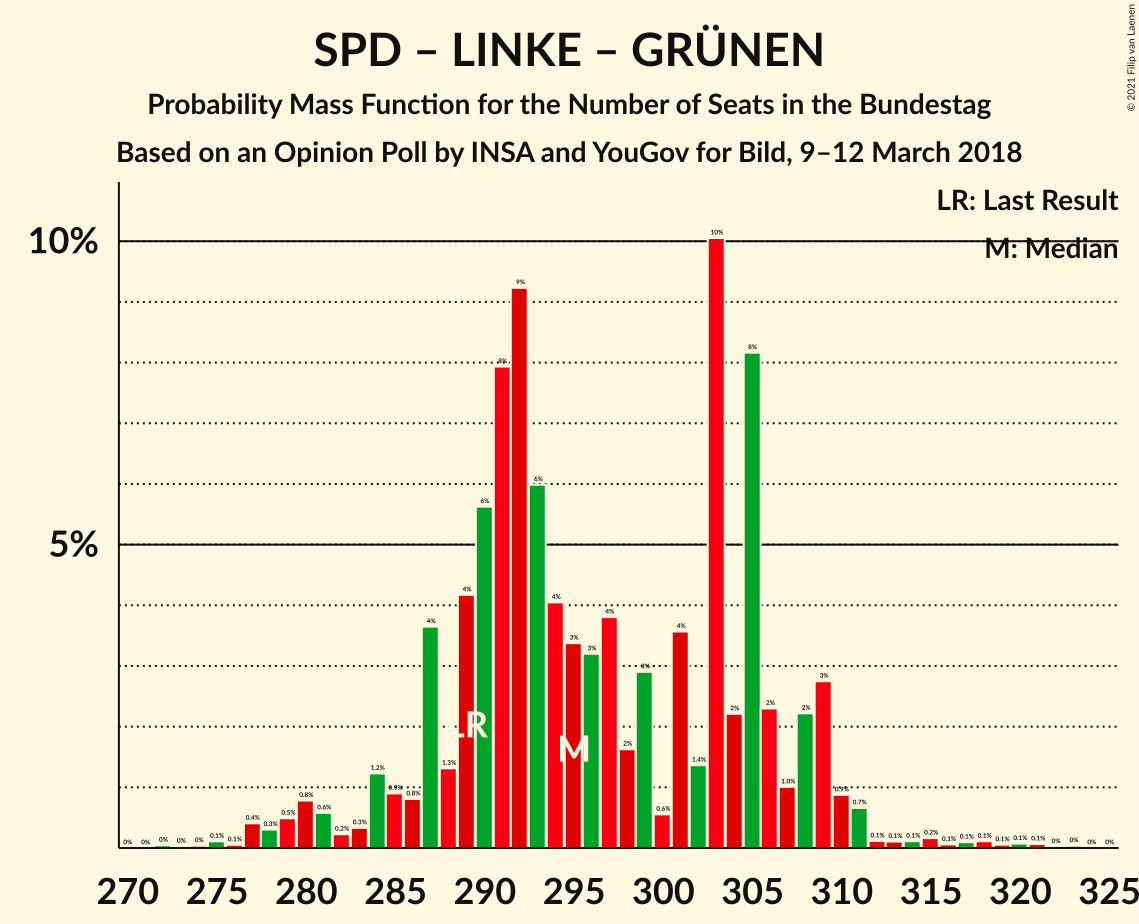 SPD – LINKE – GRÜNEN
Probability Mass Function for the Number of Seats in the Bundestag
Based on an Opinion Poll by INSA and YouGov for Bild, 9–12 March 2018
© 2021 Filip van Laenen
LR: Last Result
M: Median
10%
5%
0% 0% 0% 0% 0% 0.1% 0.1% 0.4% 0.3% 0.5% 0.8% 0.6% 0.2% 0.3% 1.2% 0.9% 0.8% 4% 1.3% 4% 6% 8% 9% 6% 4% 3% 3% 4% 2% 3% 0.6% 4% 1.4% 10% 2% 8% 2% 1.0% 2% 3% 0.9% 0.7% 0.1% 0.1% 0.1% 0.2% 0.1% 0.1% 0.1% 0.1% 0.1% 0.1% 0% 0% 0% 0%
LR
M
270 275 280 285 290 295 300 305 310 315 320 325